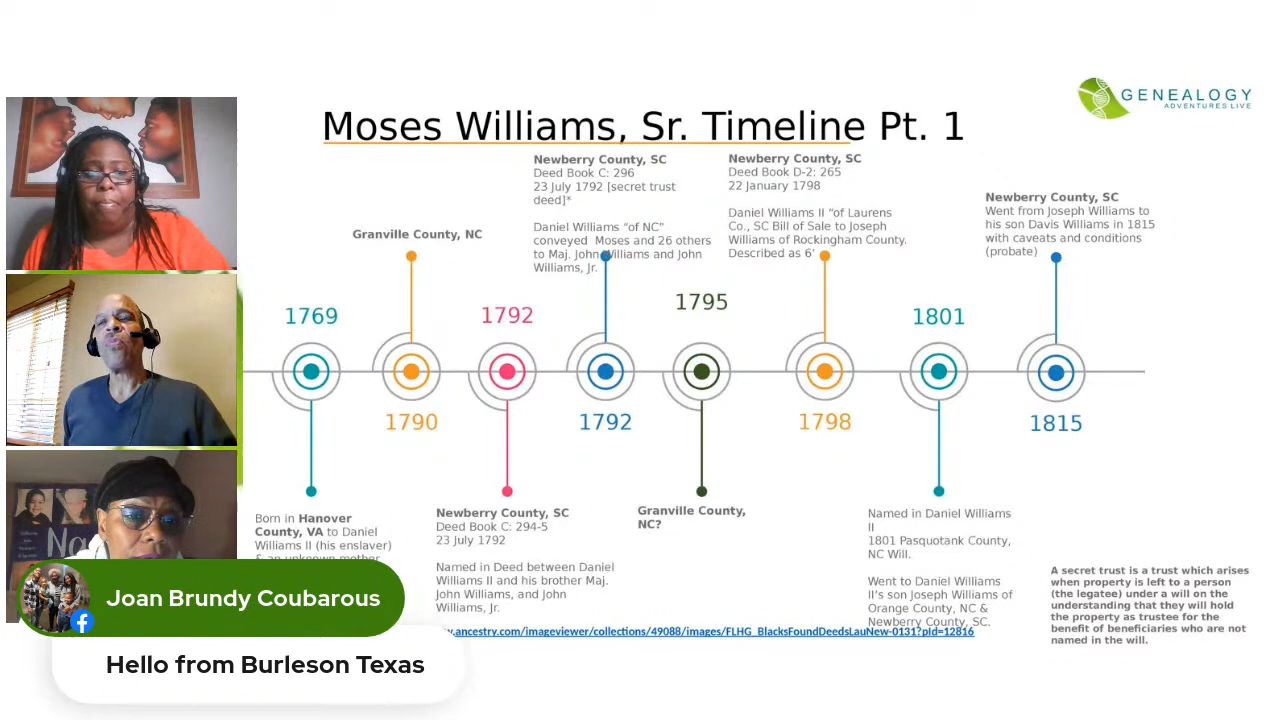 GENEALOGY
ADVENTURES LIVE
Moses Williams, Sr. Timeline Pt. 1
Granville County, NC
Newberry County, SC
Deed Book C: 296
23 July 1792 [secret trust
deed]*
Daniel Williams “of NC”
conveyed Moses and 26 others
to Maj. John Williams and John
Williams, Jr.
Newberry County, SC
Deed Book D-2: 265
22 January 1798
Daniel Williams II “of Laurens
Co., SC Bill of Sale to Joseph
Williams of Rockingham County.
Described as 6’
Newberry County, SC
Went from Joseph Williams to
his son Davis Williams in 1815
with caveats and conditions
(probate)
1769
1790
1792
1792
1795
1798
1801
1815
Born in Hanover
County, VA to Daniel
Williams II (his enslaver)
& an unknown mother
Newberry County, SC
Deed Book C: 294-5
23 July 1792
Named in Deed between Daniel
Williams II and his brother Maj.
John Williams, and John
Williams, Jr.
Granville County,
NC?
Named in Daniel Williams
II
1801 Pasquotank County,
NC Will.
Went to Daniel Williams
II’s son Joseph Williams of
Orange County, NC &
Newberry County, SC.
A secret trust is a trust which arises
when property is left to a person
(the legatee) under a will on the
understanding that they will hold
the property as trustee for the
benefit of beneficiaries who are not
named in the will.
.ancestry.com/imageviewer/collections/49088/images/FLHG_BlacksFoundDeedsLauNew-0131?pId=12816
Na
Joan Brundy Coubarous
Hello from Burleson Texas